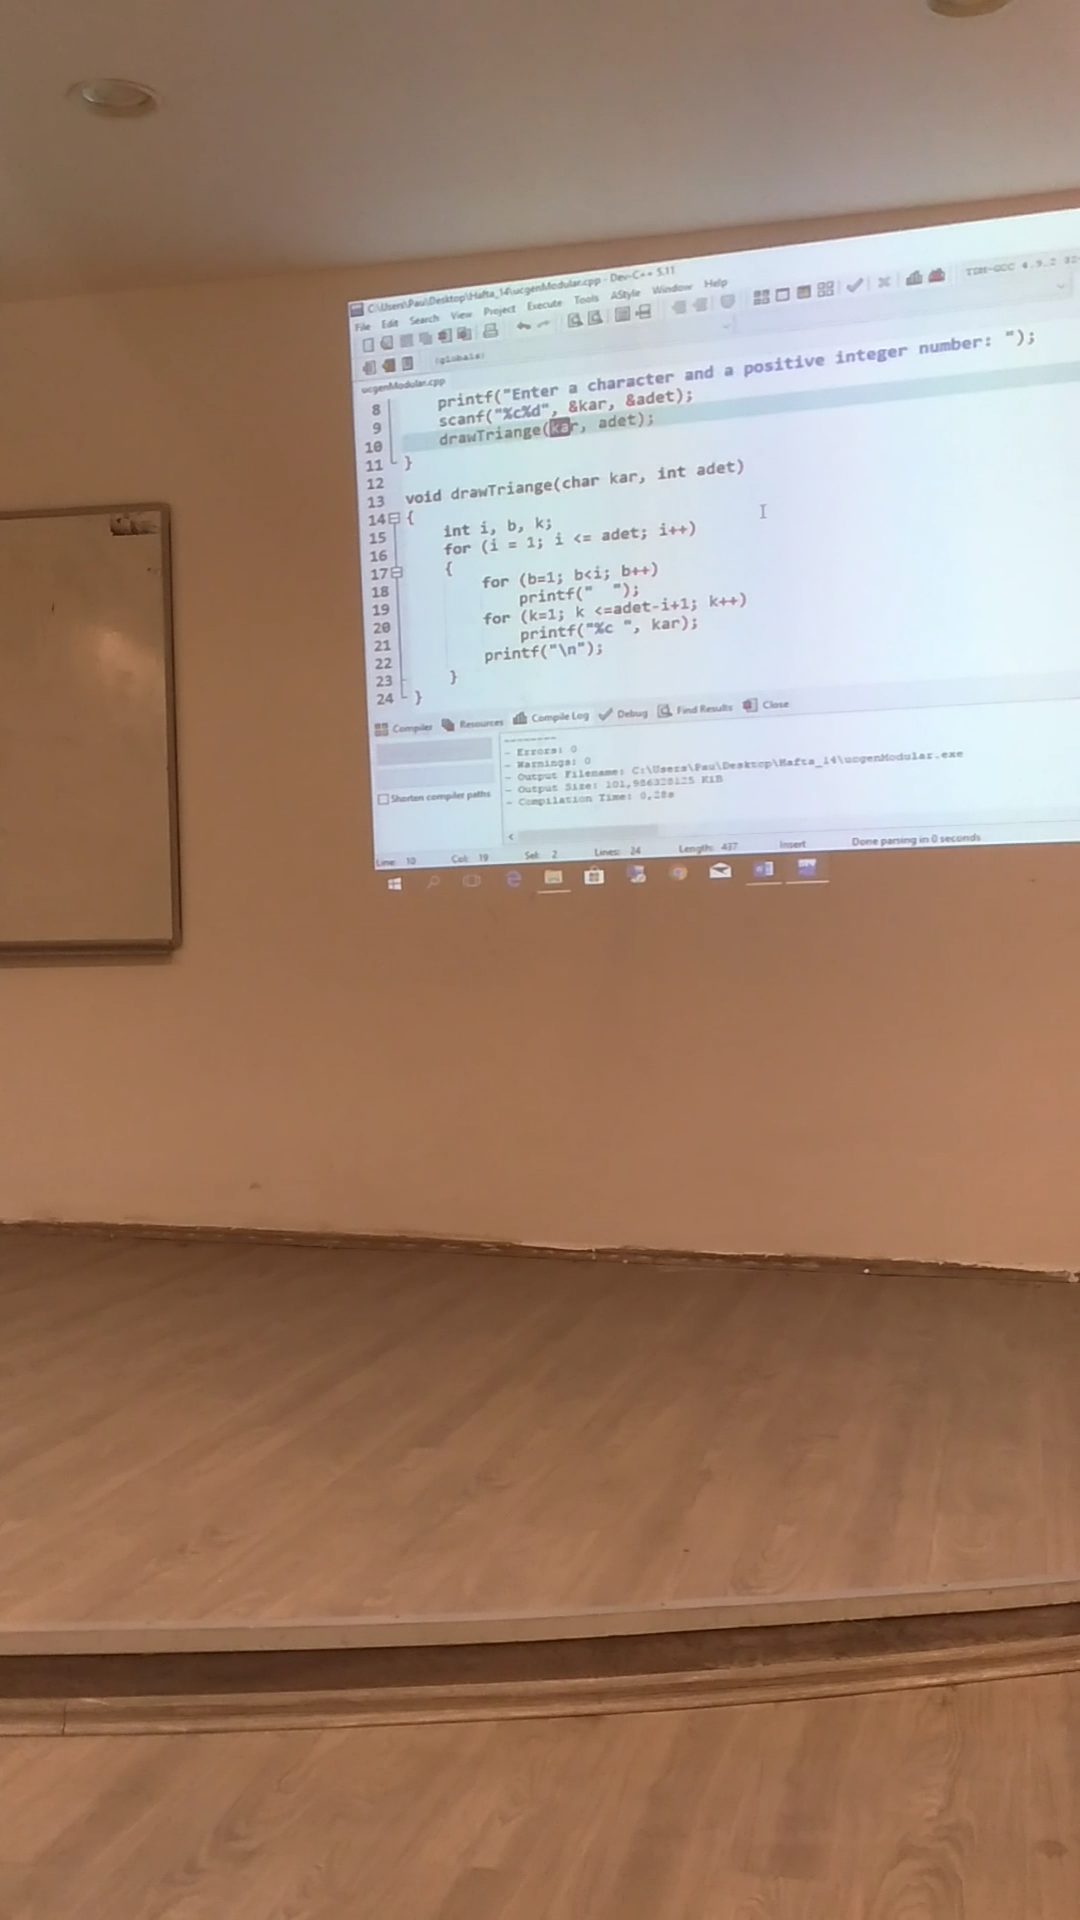 C:\Users\Pau\Desktop\Hafta_14\ucgenModular.cpp - Dev-C++ 5.11
File Edit Search View Project Execute Tools AStyle Window Help
TDM-GCC 4.9.2 32-
(globals)
ucgenModular.cpp
8 printf("Enter a character and a positive integer number: ");
9 scanf("%c%d", &kar, &adet);
10 drawTriange(kar, adet);
11 }
12
13 void drawTriange(char kar, int adet)
14 {
15 int i, b, k;
16 for (i = 1; i <= adet; i++)
17 {
18 for (b=1; b<i; b++)
19 printf("  ");
20 for (k=1; k <=adet-i+1; k++)
21 printf("%c ", kar);
22 printf("\n");
23 }
24 }
Compiler Resources Compile Log Debug Find Results Close
--------
- Errors: 0
- Warnings: 0
- Output Filename: C:\Users\Pau\Desktop\Hafta_14\ucgenModular.exe
- Output Size: 101,986328125 KiB
- Compilation Time: 0,28s
Shorten compiler paths
Line: 10 Col: 19 Sel: 2 Lines: 24 Length: 437 Insert Done parsing in 0 seconds